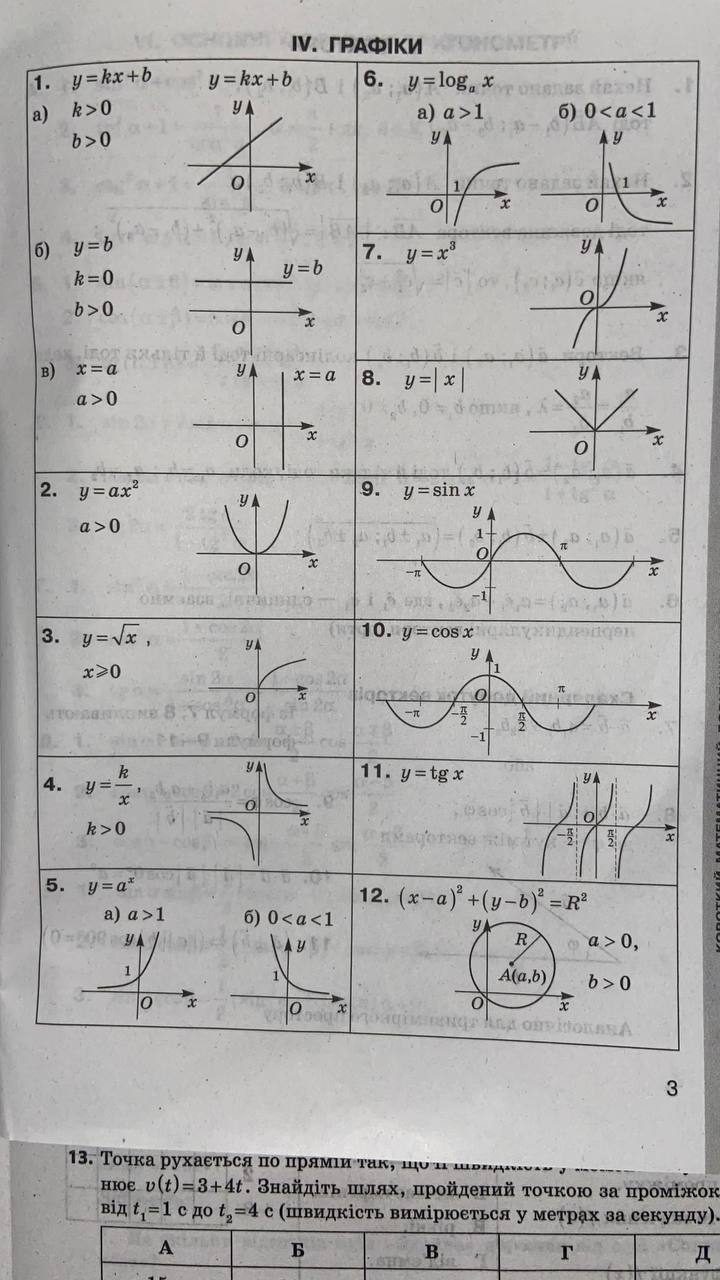 IV. ГРАФІКИ
1. y=kx+b y=kx+b
а) k>0
b>0
y
O
x
б) y=b
k=0
b>0
y
y=b
O
x
в) x=a
a>0
y
x=a
O
x
2. y=ax²
a>0
y
O
x
3. y=√x ,
x⩾0
y
O
x
4. y=k/x,
k>0
y
O
x
5. y=aˣ
а) a>1 б) 0<a<1
y y
1 1
O x O x
6. y=logₐ x
а) a>1 б) 0<a<1
y y
1 1
O x O x
7. y=x³
y
O
x
8. y=|x|
y
O
x
9. y=sin x
y
1
O
π
−π
x
−1
10. y=cos x
y
1
O
π
−π
−π/2
π/2
x
−1
11. y=tg x
y
O
−π/2
π/2
x
12. (x−a)²+(y−b)²=R²
y
R
a>0,
A(a,b)
b>0
O
x
3
13. Точка рухається по прямій так, що її швидкість у
нює v(t)=3+4t. Знайдіть шлях, пройдений точкою за проміжок
від t₁=1 с до t₂=4 с (швидкість вимірюється у метрах за секунду).
А Б В Г Д